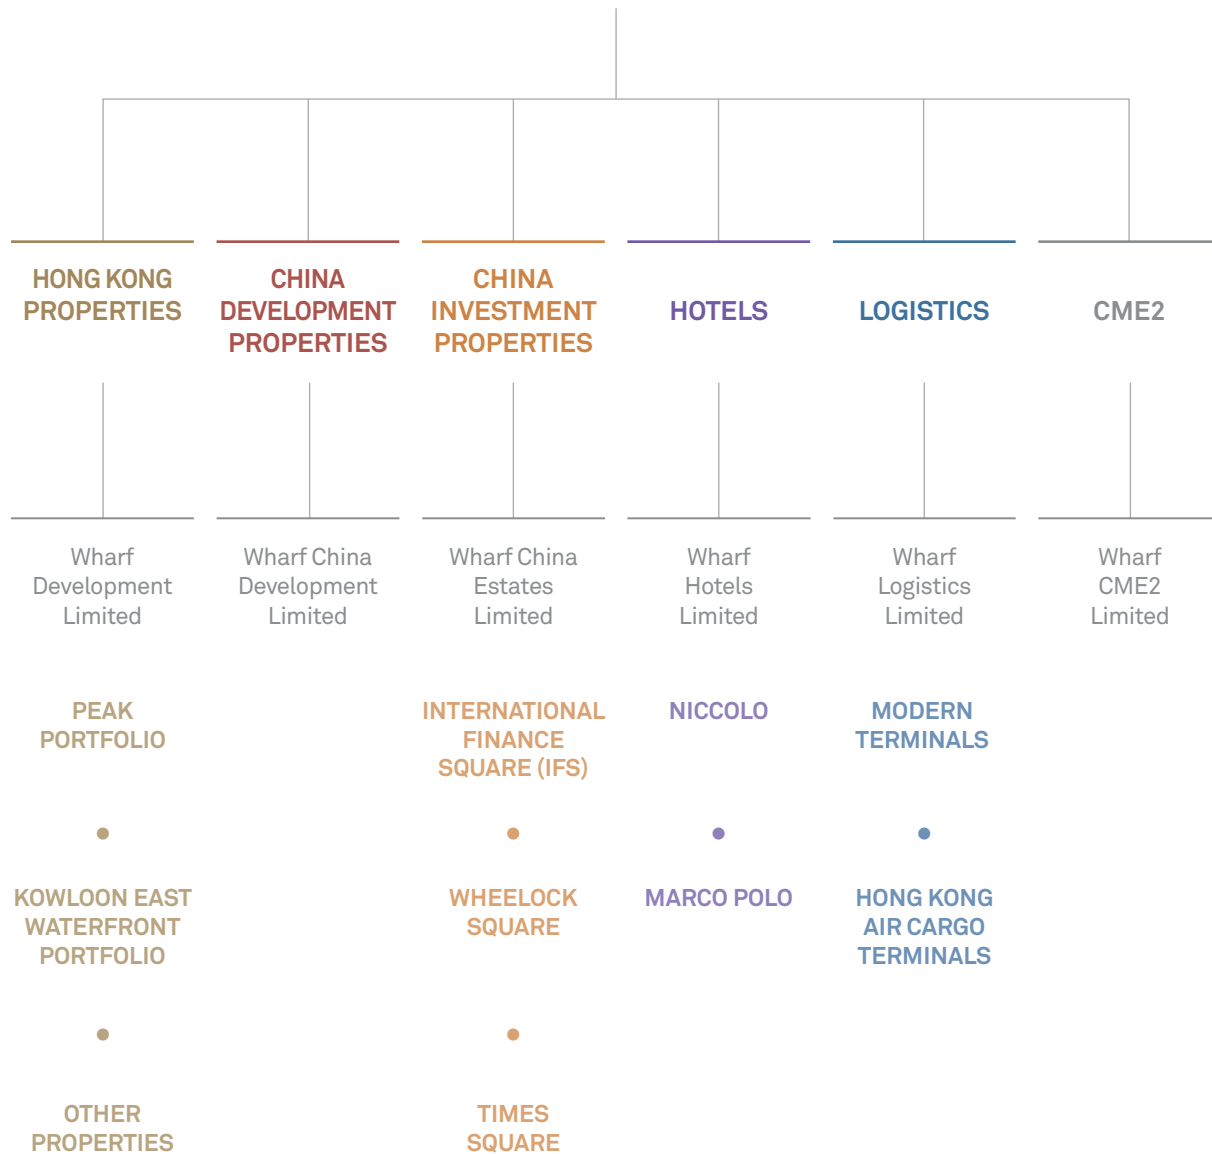 HONG KONG
PROPERTIES
CHINA
DEVELOPMENT
PROPERTIES
CHINA
INVESTMENT
PROPERTIES
HOTELS
LOGISTICS
CME2
Wharf
Development
Limited
Wharf China
Development
Limited
Wharf China
Estates
Limited
Wharf
Hotels
Limited
Wharf
Logistics
Limited
Wharf
CME2
Limited
PEAK
PORTFOLIO
INTERNATIONAL
FINANCE
SQUARE (IFS)
NICCOLO
MODERN
TERMINALS
KOWLOON EAST
WATERFRONT
PORTFOLIO
WHEELOCK
SQUARE
MARCO POLO
HONG KONG
AIR CARGO
TERMINALS
OTHER
PROPERTIES
TIMES
SQUARE